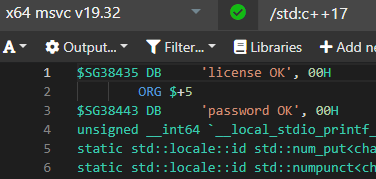 x64 msvc v19.32 /std:c++17
A Output... Filter... Libraries + Add new
1 $SG38435 DB 'license OK', 00H
2 ORG $+5
3 $SG38443 DB 'password OK', 00H
4 unsigned __int64 `__local_stdio_printf_
5 static std::locale::id std::num_put<cha
6 static std::locale::id std::numpunct<ch